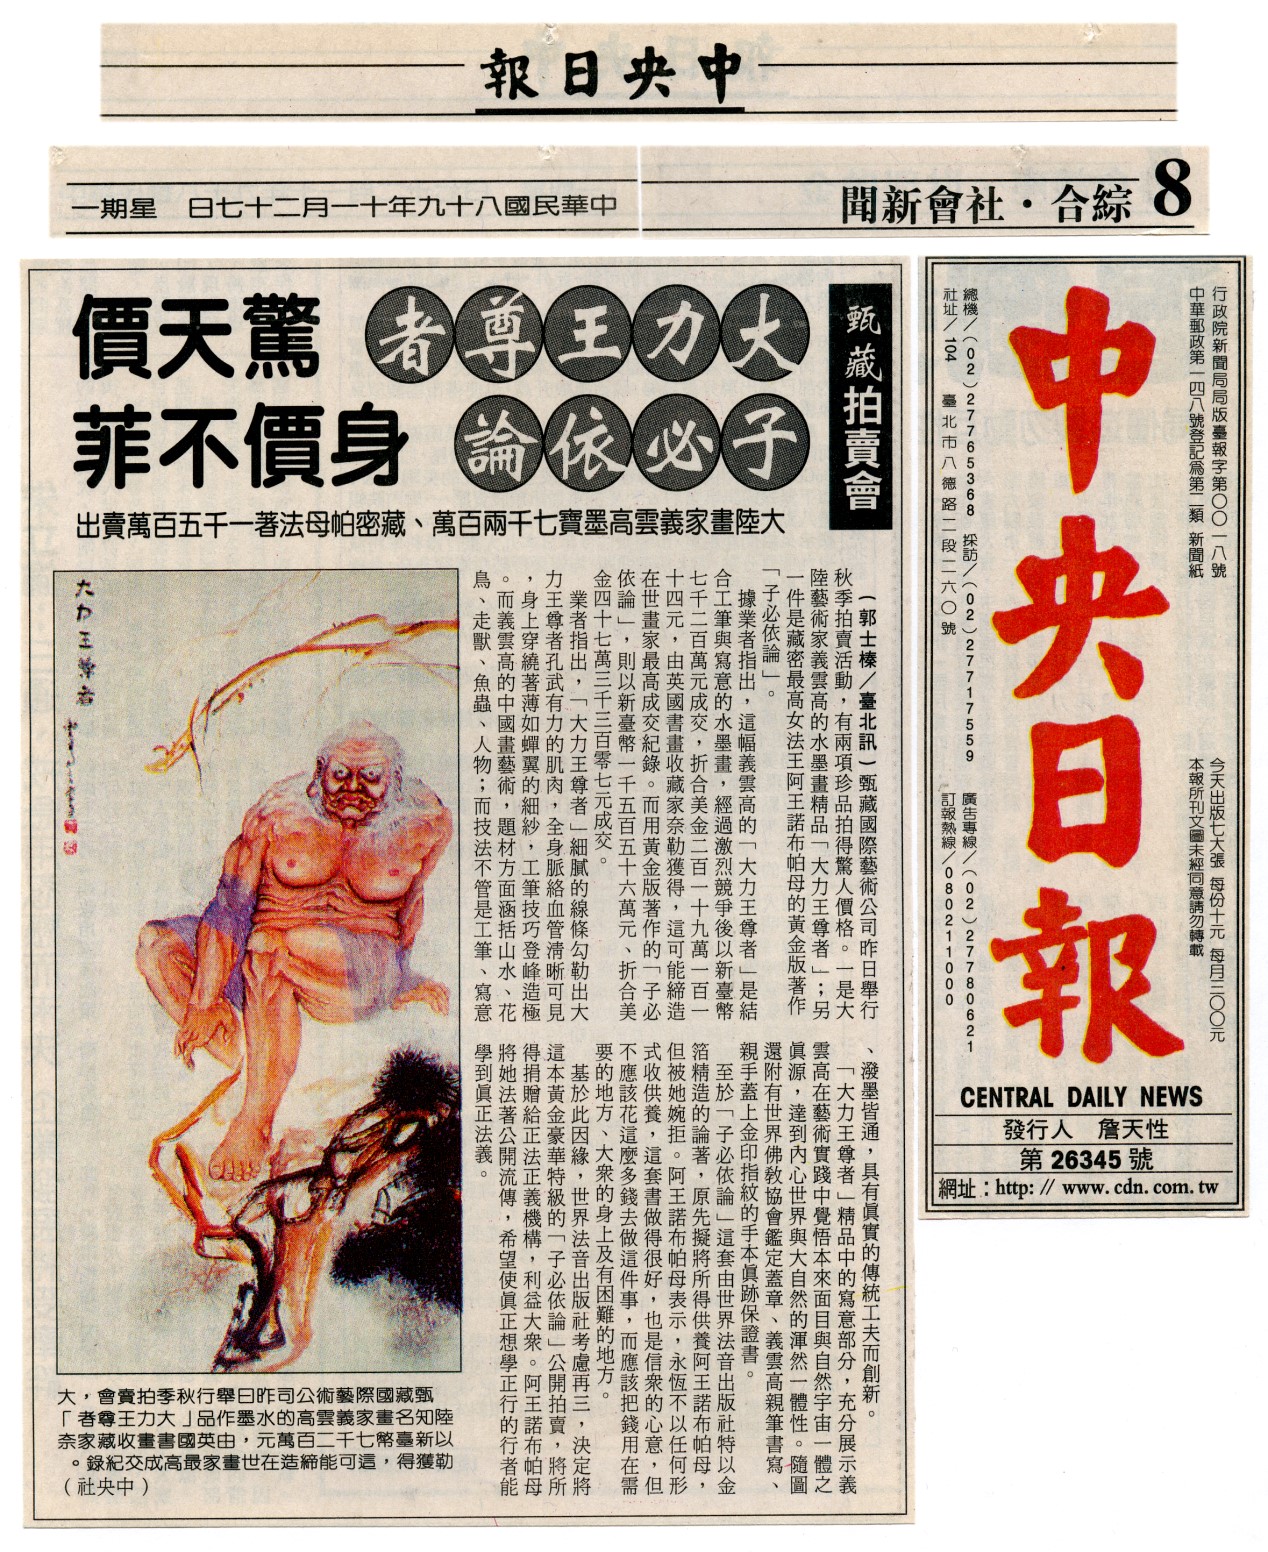 中央日報
8 綜合・社會新聞
中華民國八十九年十一月二十七日 星期一
甄藏拍賣會
大力王尊者 驚天價
子必依論 身價不菲
大陸畫家義雲高墨寶七千兩百萬、藏密帕母法著一千五百萬賣出
（郭士榛／臺北訊）甄藏國際藝術公司昨日舉行
秋季拍賣活動，有兩項珍品拍得驚人價格。一是大
陸藝術家義雲高的水墨畫精品「大力王尊者」；另
一件是藏密最高女法王阿王諾布帕母的黃金版著作
「子必依論」。
據業者指出，這幅義雲高的「大力王尊者」是結
合工筆與寫意的水墨畫，經過激烈競爭後以新臺幣
七千二百萬元成交，折合美金二百一十九萬一百一
十四元，由英國書畫收藏家奈勒獲得，這可能締造
在世畫家最高成交紀錄。而用黃金版著作的「子必
依論」，則以新臺幣一千五百五十六萬元、折合美
金四十七萬三千三百零七元成交。
業者指出，「大力王尊者」細膩的線條勾勒出大
力王尊者孔武有力的肌肉，全身脈絡血管清晰可見
，身上穿繞著薄如蟬翼的細紗，工筆技巧登峰造極
。而義雲高的中國畫藝術，題材方面涵括山水、花
鳥、走獸、魚蟲、人物；而技法不管是工筆、寫意
、潑墨皆通，具有眞實的傳統工夫而創新。
「大力王尊者」精品中的寫意部分，充分展示義
雲高在藝術實踐中覺悟本來面目與自然宇宙一體之
眞源，達到內心世界與大自然的渾然一體性。隨圖
還附有世界佛教協會鑑定蓋章、義雲高親筆書寫、
親手蓋上金印指紋的手本眞跡保證書。
至於「子必依論」這套由世界法音出版社特以金
箔精造的論著，原先擬將所得供養阿王諾布帕母，
但被她婉拒。阿王諾布帕母表示，永恆不以任何形
式收供養，這套書做得很好，也是信衆的心意，但
不應該花這麼多錢去做這件事，而應該把錢用在需
要的地方、大衆的身上及有困難的地方。
基於此因緣，世界法音出版社考慮再三，決定將
這本黃金豪華特級的「子必依論」公開拍賣，將所
得捐贈給正法正義機構，利益大衆。阿王諾布帕母
將她法著公開流傳，希望使眞正想學正行的行者能
學到眞正法義。
大力王尊者
甄藏國際藝術公司昨日舉行秋季拍賣會，大
陸知名畫家義雲高的水墨作品「大力王尊者」
以新臺幣七千二百萬元，由英國書畫收藏家奈
勒獲得，這可能締造在世畫家最高成交紀錄。
（中央社）
行政院新聞局局版臺報字第〇〇一八號
中華郵政第一四八號登記爲第二類 新聞紙
今天出版七大張 每份十元 每月三〇〇元
本報所刊文圖未經同意請勿轉載
中央日報
總機／（02）27765368 採訪／（02）27717559 廣告專線／（02）27780621
社址／104 臺北市八德路二段二六〇號 訂報熱線／080211000
CENTRAL DAILY NEWS
發行人 詹天性
第 26345 號
網址：http: // www. cdn. com. tw